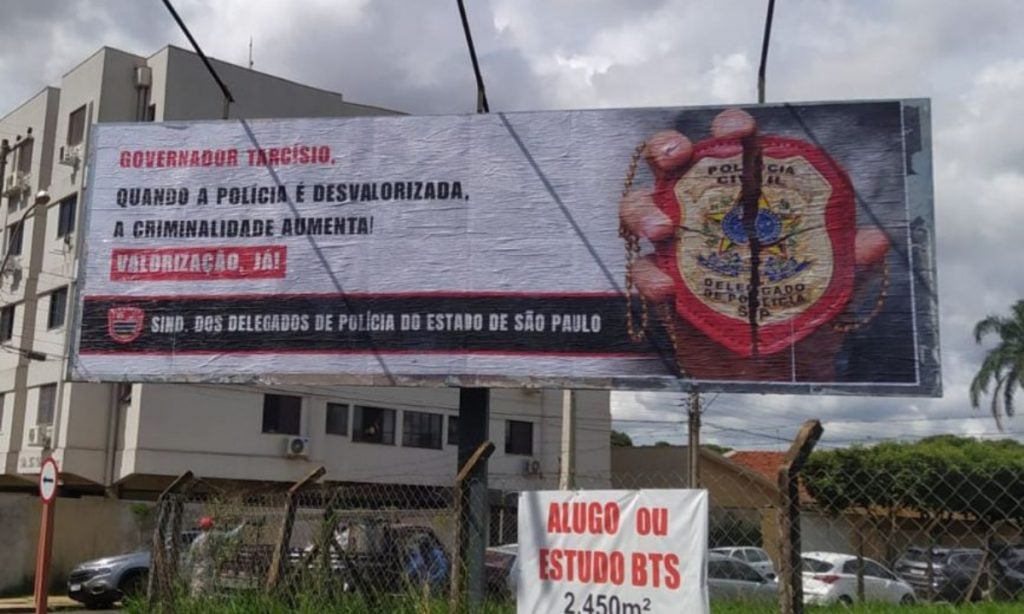 GOVERNADOR TARCÍSIO,
QUANDO A POLÍCIA É DESVALORIZADA,
A CRIMINALIDADE AUMENTA!
VALORIZAÇÃO, JÁ!
SIND. DOS DELEGADOS DE POLÍCIA DO ESTADO DE SÃO PAULO
POLÍCIA
CIVIL
DELEGADO
DE POLÍCIA
SP
ALUGO OU
ESTUDO BTS
2.450m²